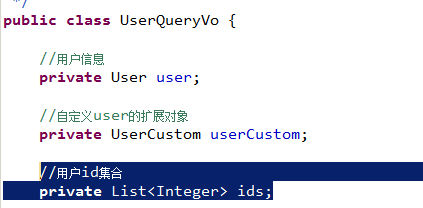 */
public class UserQueryVo {
//用户信息
private User user;
//自定义user的扩展对象
private UserCustom userCustom;
//用户id集合
private List<Integer> ids;